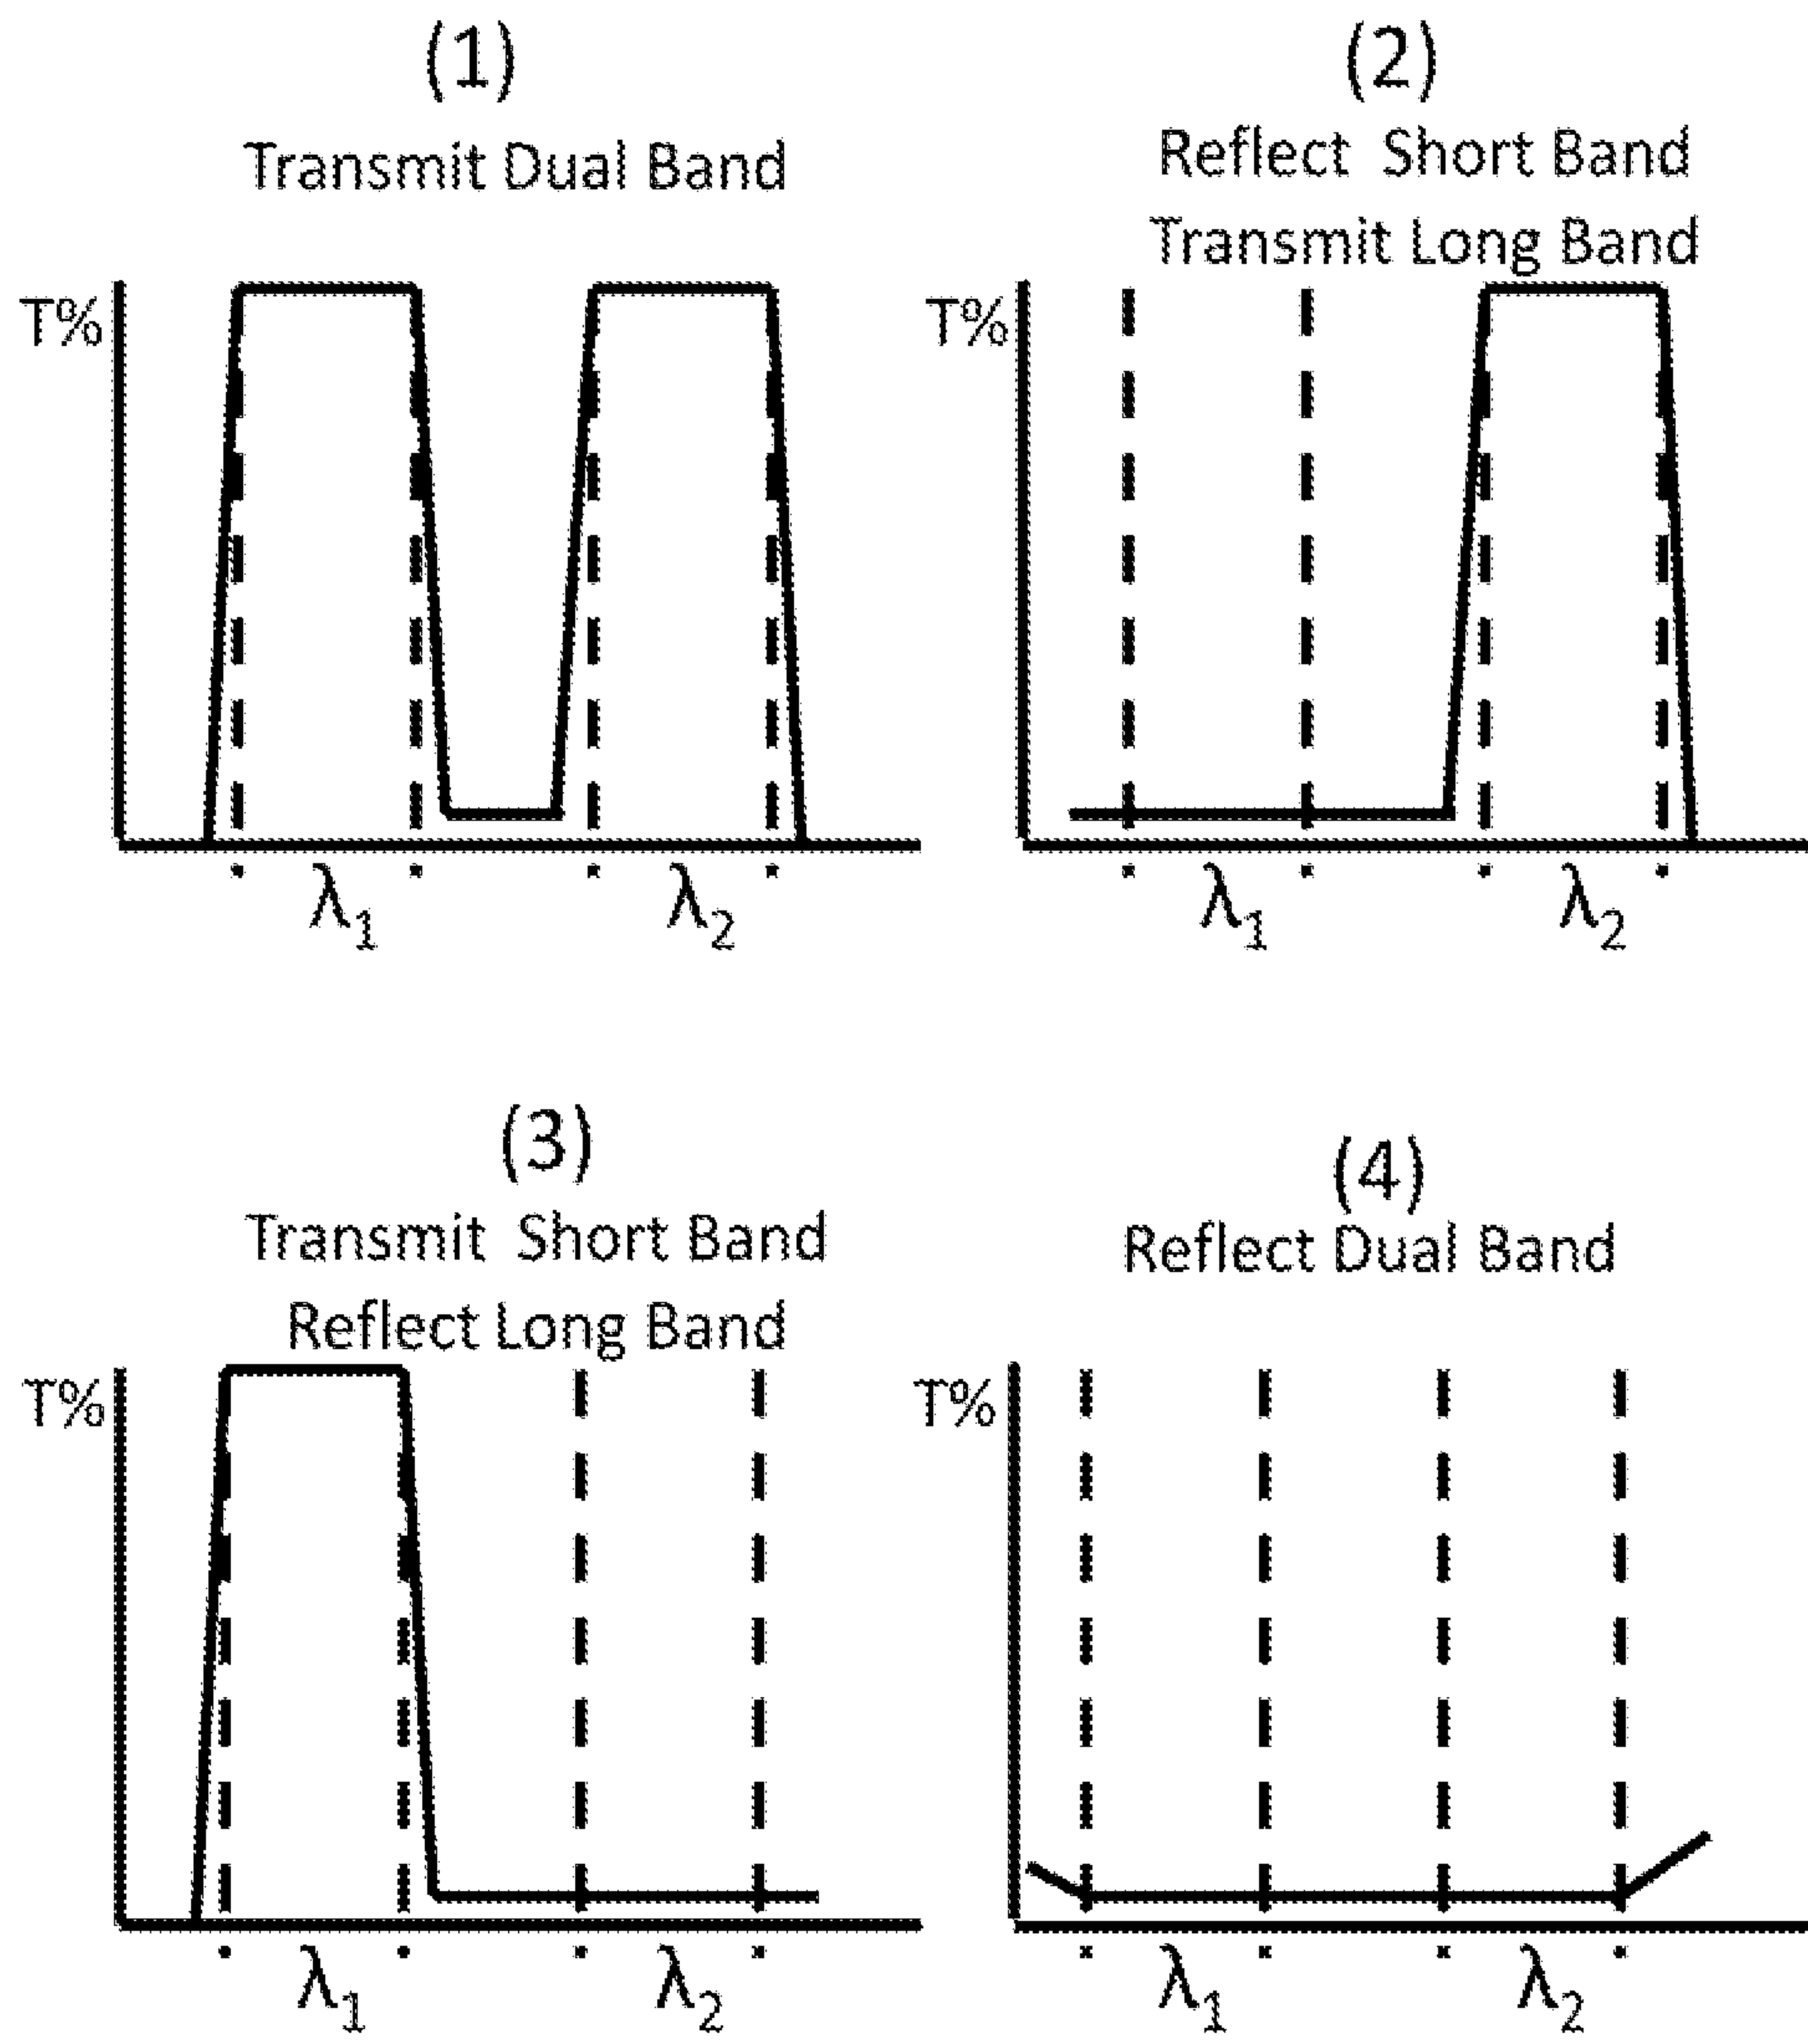 (1)
Transmit Dual Band
T%
λ1
λ2
(2)
Reflect Short Band
Transmit Long Band
T%
λ1
λ2
(3)
Transmit Short Band
Reflect Long Band
T%
λ1
λ2
(4)
Reflect Dual Band
T%
λ1
λ2